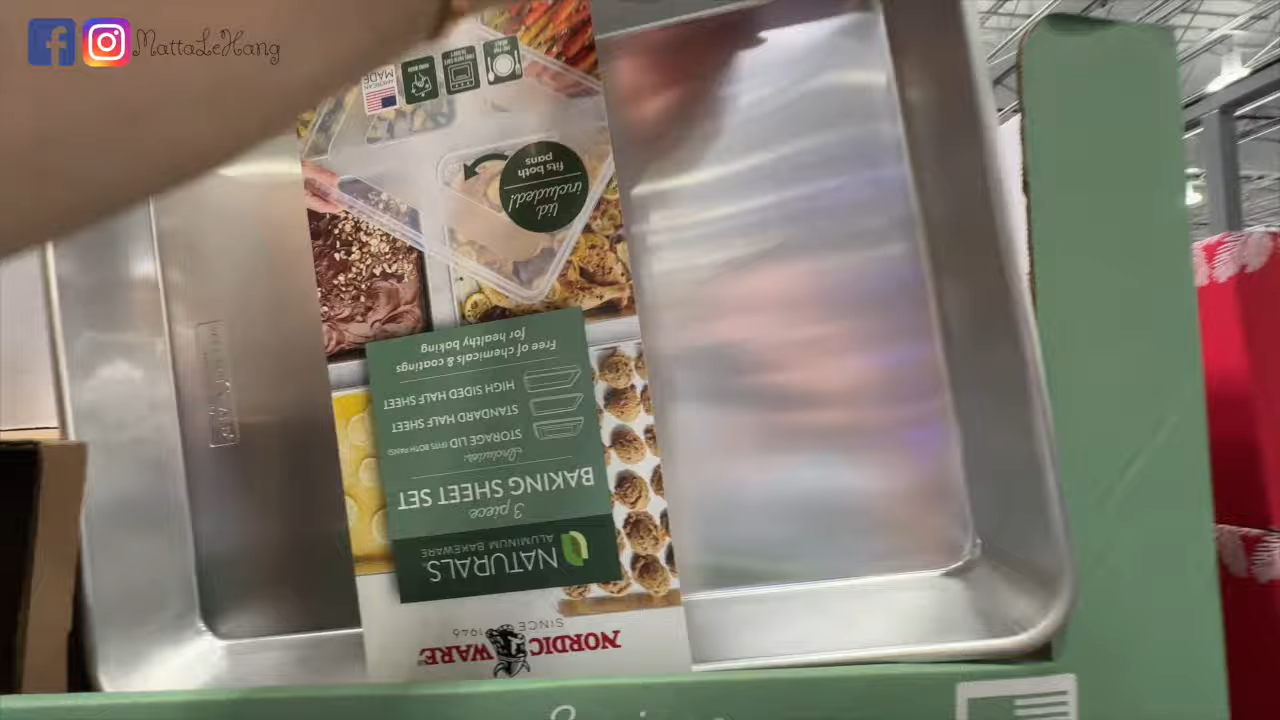 MattaLeHang
NORDIC WARE
SINCE 1946
NATURALS
ALUMINUM BAKEWARE
3 piece
BAKING SHEET SET
Includes:
STORAGE LID (FITS BOTH PANS)
STANDARD HALF SHEET
HIGH SIDED HALF SHEET
Free of chemicals & coatings
for healthy baking
lid
included!
fits both
pans
AMERICAN
MADE